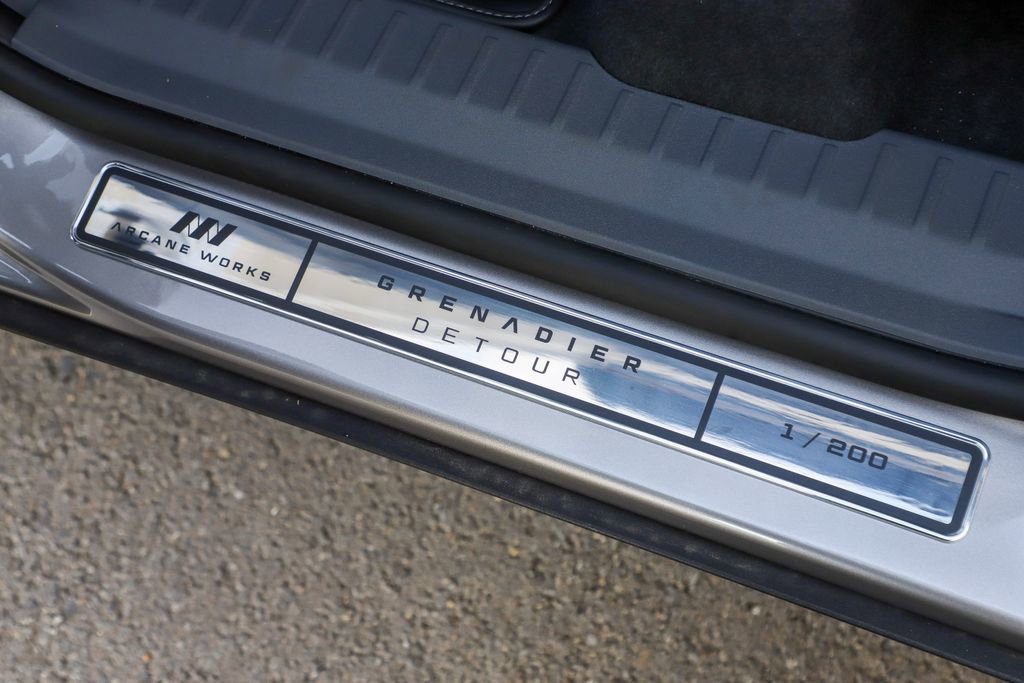 ARCANE WORKS
GRENADIER
DETOUR
1/200